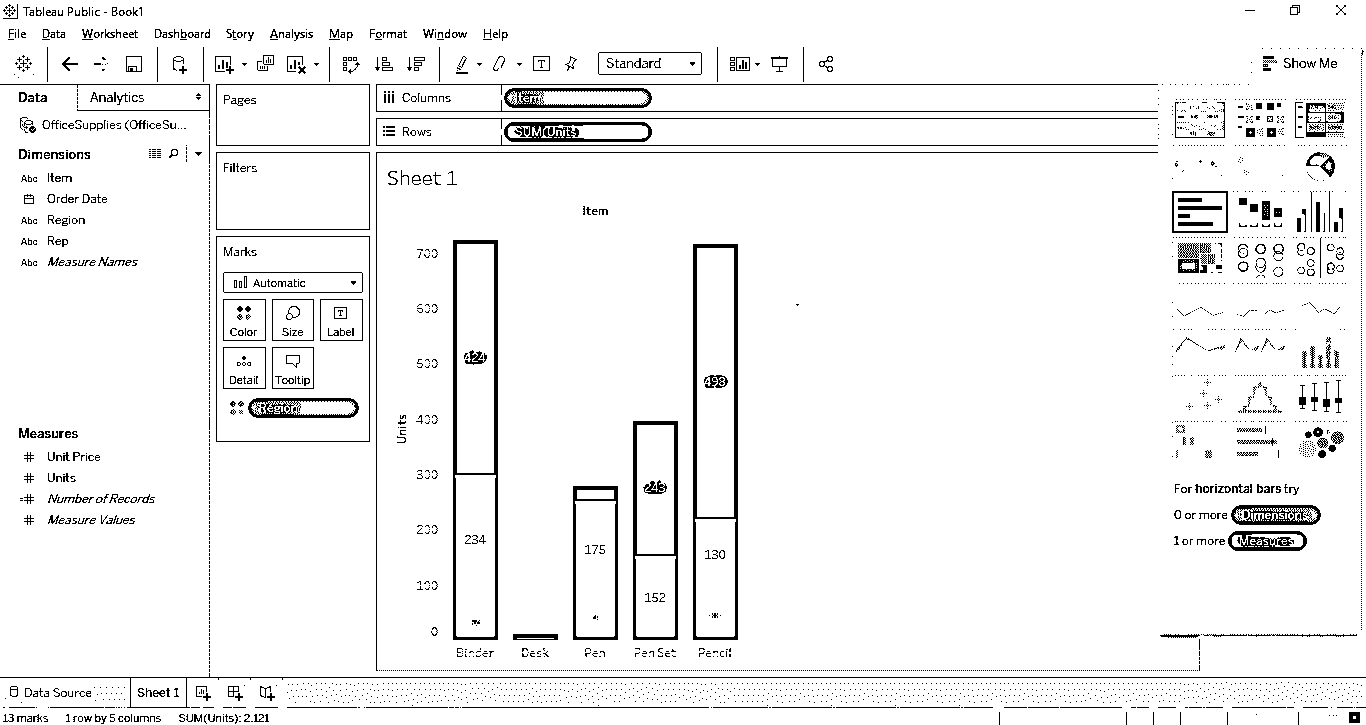 Tableau Public - Book1
File Data Worksheet Dashboard Story Analysis Map Format Window Help
Standard
Show Me
Data Analytics
OfficeSupplies (OfficeSu...
Dimensions
Abc Item
Order Date
Abc Region
Abc Rep
Abc Measure Names
Measures
# Unit Price
# Units
=# Number of Records
# Measure Values
Pages
Filters
Marks
Automatic
Color Size Label
Detail Tooltip
Region
Columns Item
Rows SUM(Units)
Sheet 1
Item
Units
700
600
500
400
300
200
100
0
424
234
175
243
152
493
130
Binder Desk Pen Pen Set Pencil
For horizontal bars try
0 or more Dimensions
1 or more Measures
Data Source Sheet 1
13 marks 1 row by 5 columns SUM(Units): 2.121